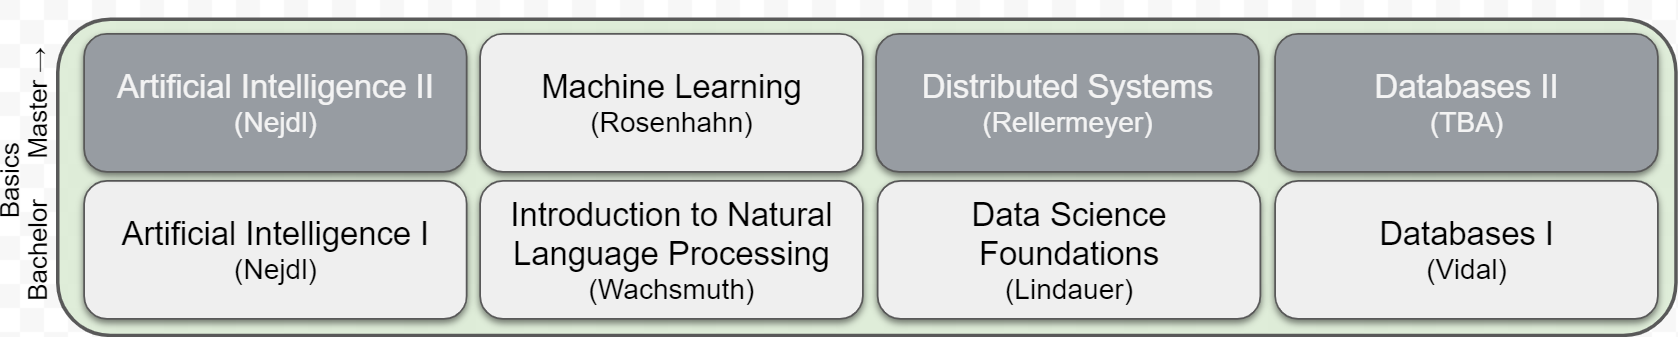 Basics
Master →
Bachelor
Artificial Intelligence II
(Nejdl)
Machine Learning
(Rosenhahn)
Distributed Systems
(Rellermeyer)
Databases II
(TBA)
Artificial Intelligence I
(Nejdl)
Introduction to Natural
Language Processing
(Wachsmuth)
Data Science
Foundations
(Lindauer)
Databases I
(Vidal)